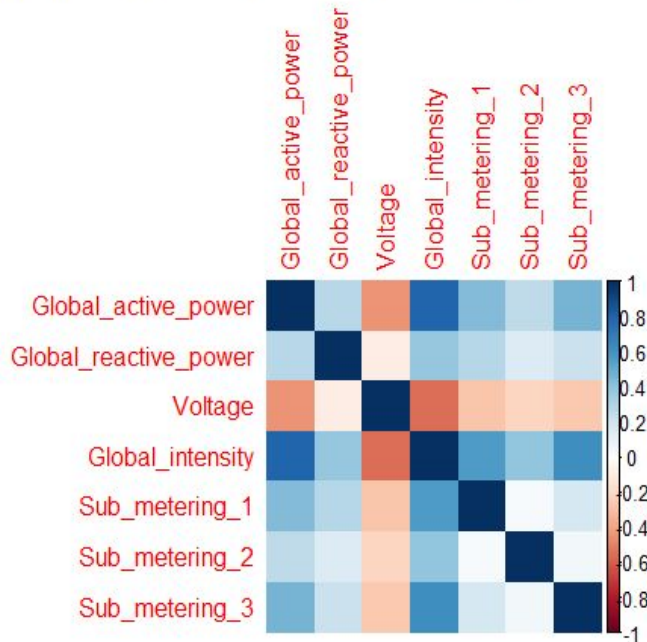 Global_active_power
Global_reactive_power
Voltage
Global_intensity
Sub_metering_1
Sub_metering_2
Sub_metering_3
Global_active_power
Global_reactive_power
Voltage
Global_intensity
Sub_metering_1
Sub_metering_2
Sub_metering_3
1
0.8
0.6
0.4
0.2
0
-0.2
-0.4
-0.6
-0.8
-1